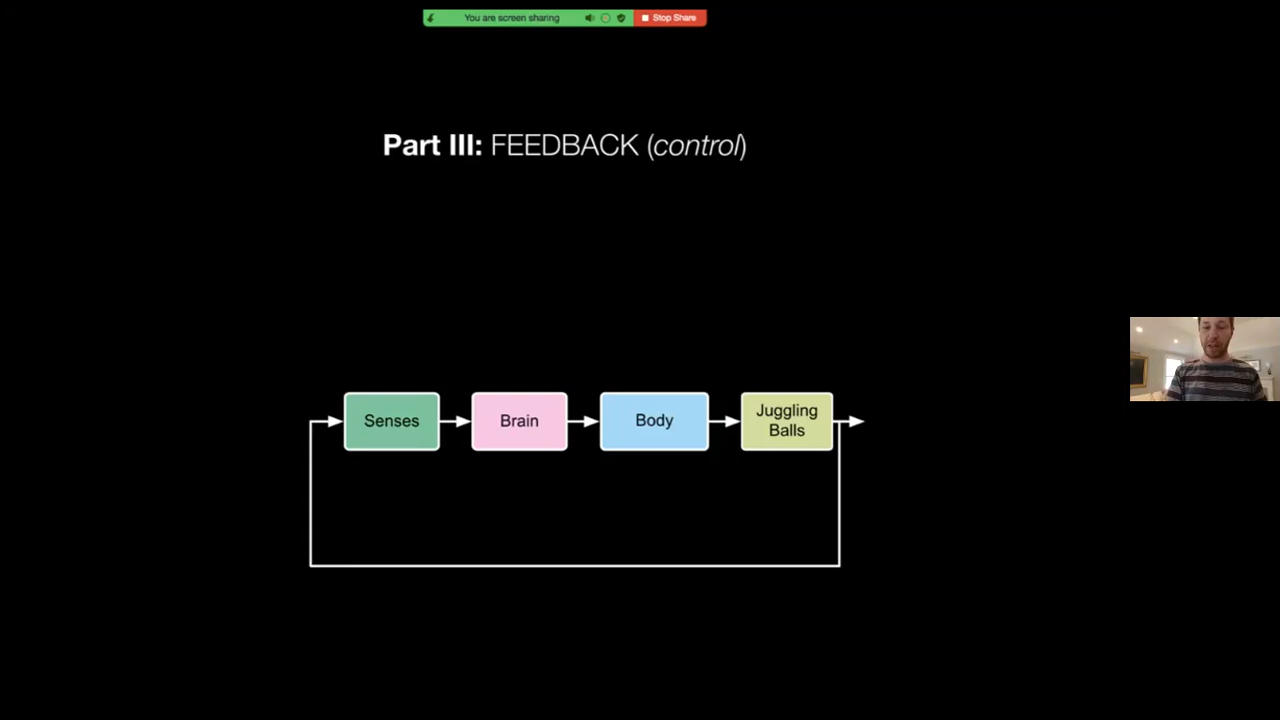 You are screen sharing
Stop Share
Part III: FEEDBACK (control)
Senses
Brain
Body
Juggling
Balls